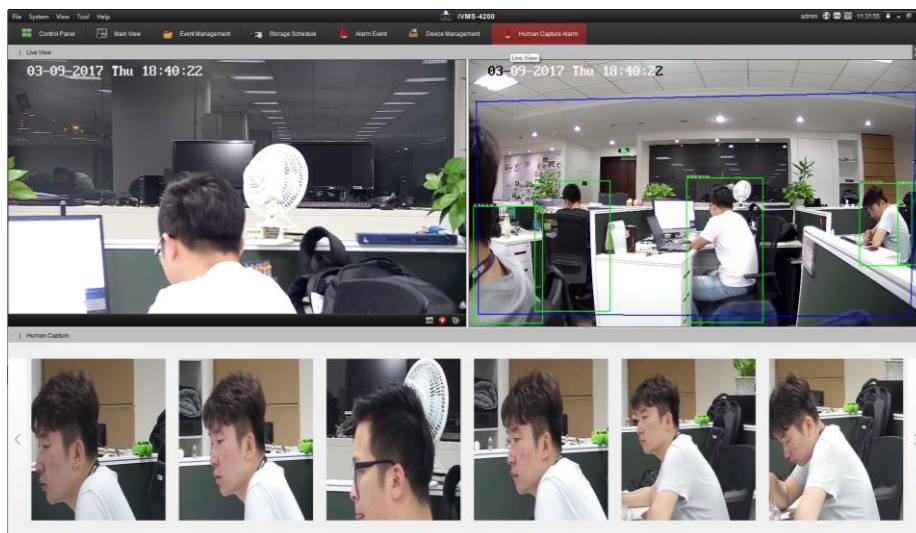 File System View Tool Help
iVMS-4200
admin
11:31:55
Control Panel
Main View
Event Management
Storage Schedule
Alarm Event
Device Management
Human Capture Alarm
Live View
Live View
03-09-2017 Thu 18:40:22
03-09-2017 Thu 18:40:22
Human Capture